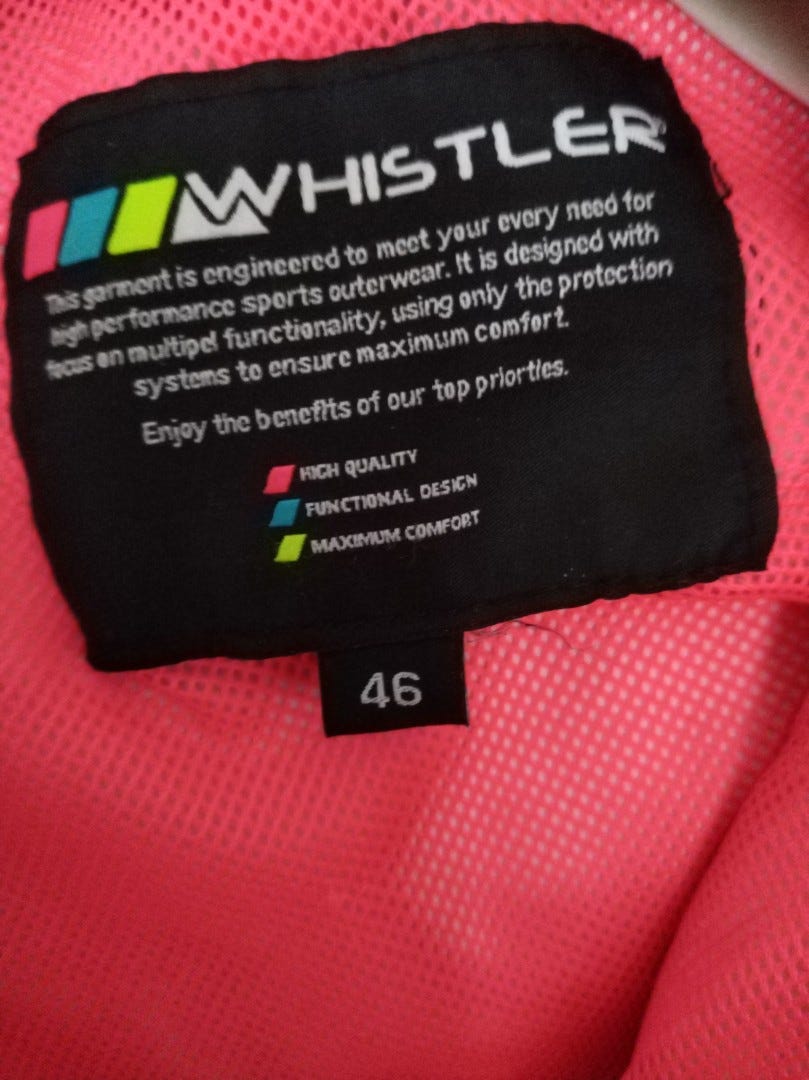 WHISTLER
This garment is engineered to meet your every need for
high performance sports outerwear. It is designed with
focus on multipel functionality, using only the protection
systems to ensure maximum comfort.
Enjoy the benefits of our top priorties.
HIGH QUALITY
FUNCTIONAL DESIGN
MAXIMUM COMFORT
46